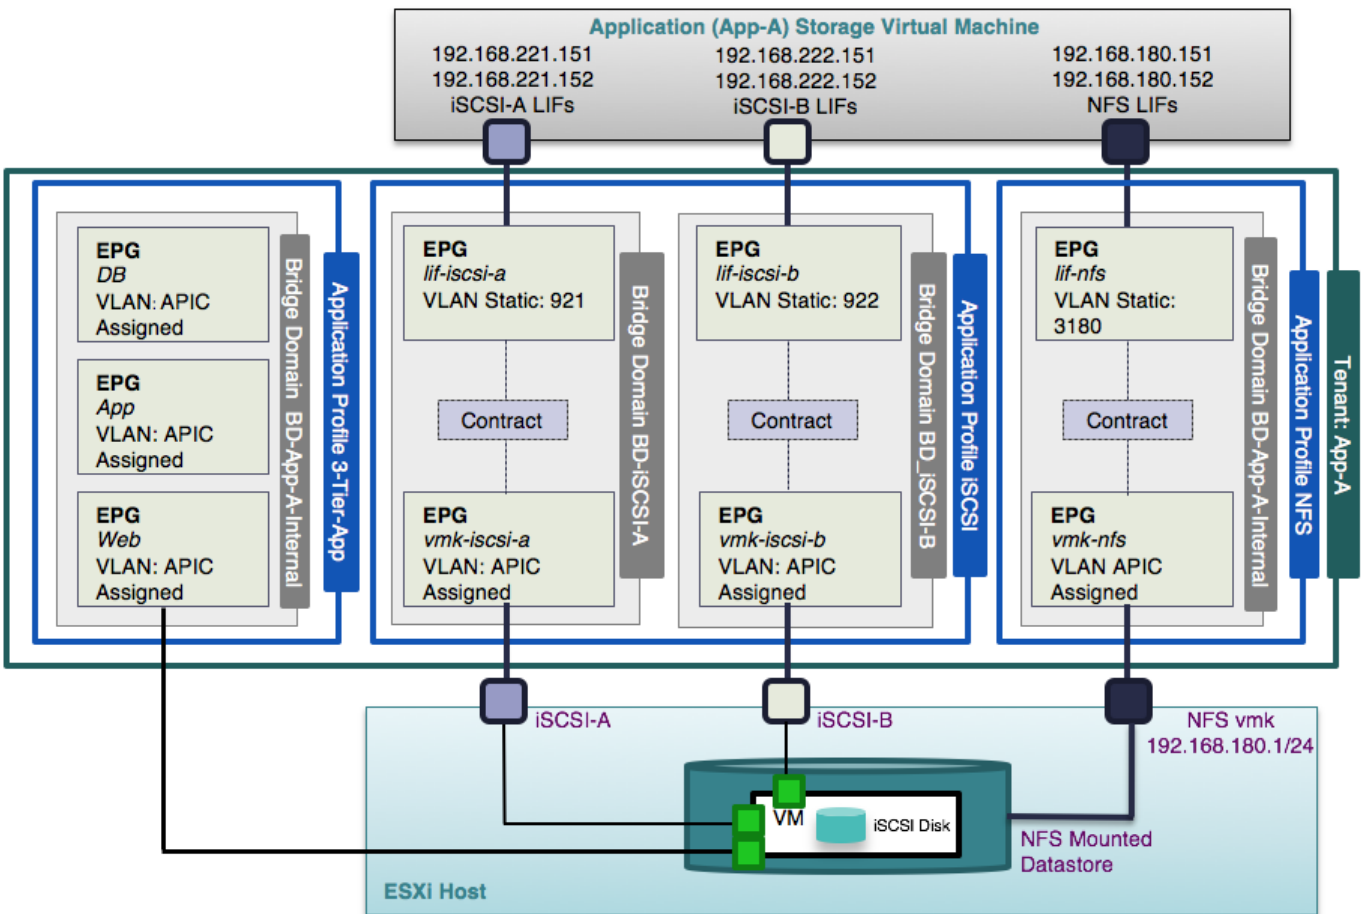 Application (App-A) Storage Virtual Machine
192.168.221.151
192.168.221.152
iSCSI-A LIFs
192.168.222.151
192.168.222.152
iSCSI-B LIFs
192.168.180.151
192.168.180.152
NFS LIFs
EPG
DB
VLAN: APIC
Assigned
EPG
App
VLAN: APIC
Assigned
EPG
Web
VLAN: APIC
Assigned
Bridge Domain BD-App-A-Internal
Application Profile 3-Tier-App
EPG
lif-iscsi-a
VLAN Static: 921
Contract
EPG
vmk-iscsi-a
VLAN: APIC
Assigned
Bridge Domain BD-iSCSI-A
EPG
lif-iscsi-b
VLAN Static: 922
Contract
EPG
vmk-iscsi-b
VLAN: APIC
Assigned
Bridge Domain BD_iSCSI-B
Application Profile iSCSI
EPG
lif-nfs
VLAN Static:
3180
Contract
EPG
vmk-nfs
VLAN APIC
Assigned
Bridge Domain BD-App-A-Internal
Application Profile NFS
Tenant: App-A
iSCSI-A
iSCSI-B
NFS vmk
192.168.180.1/24
VM
iSCSI Disk
NFS Mounted
Datastore
ESXi Host